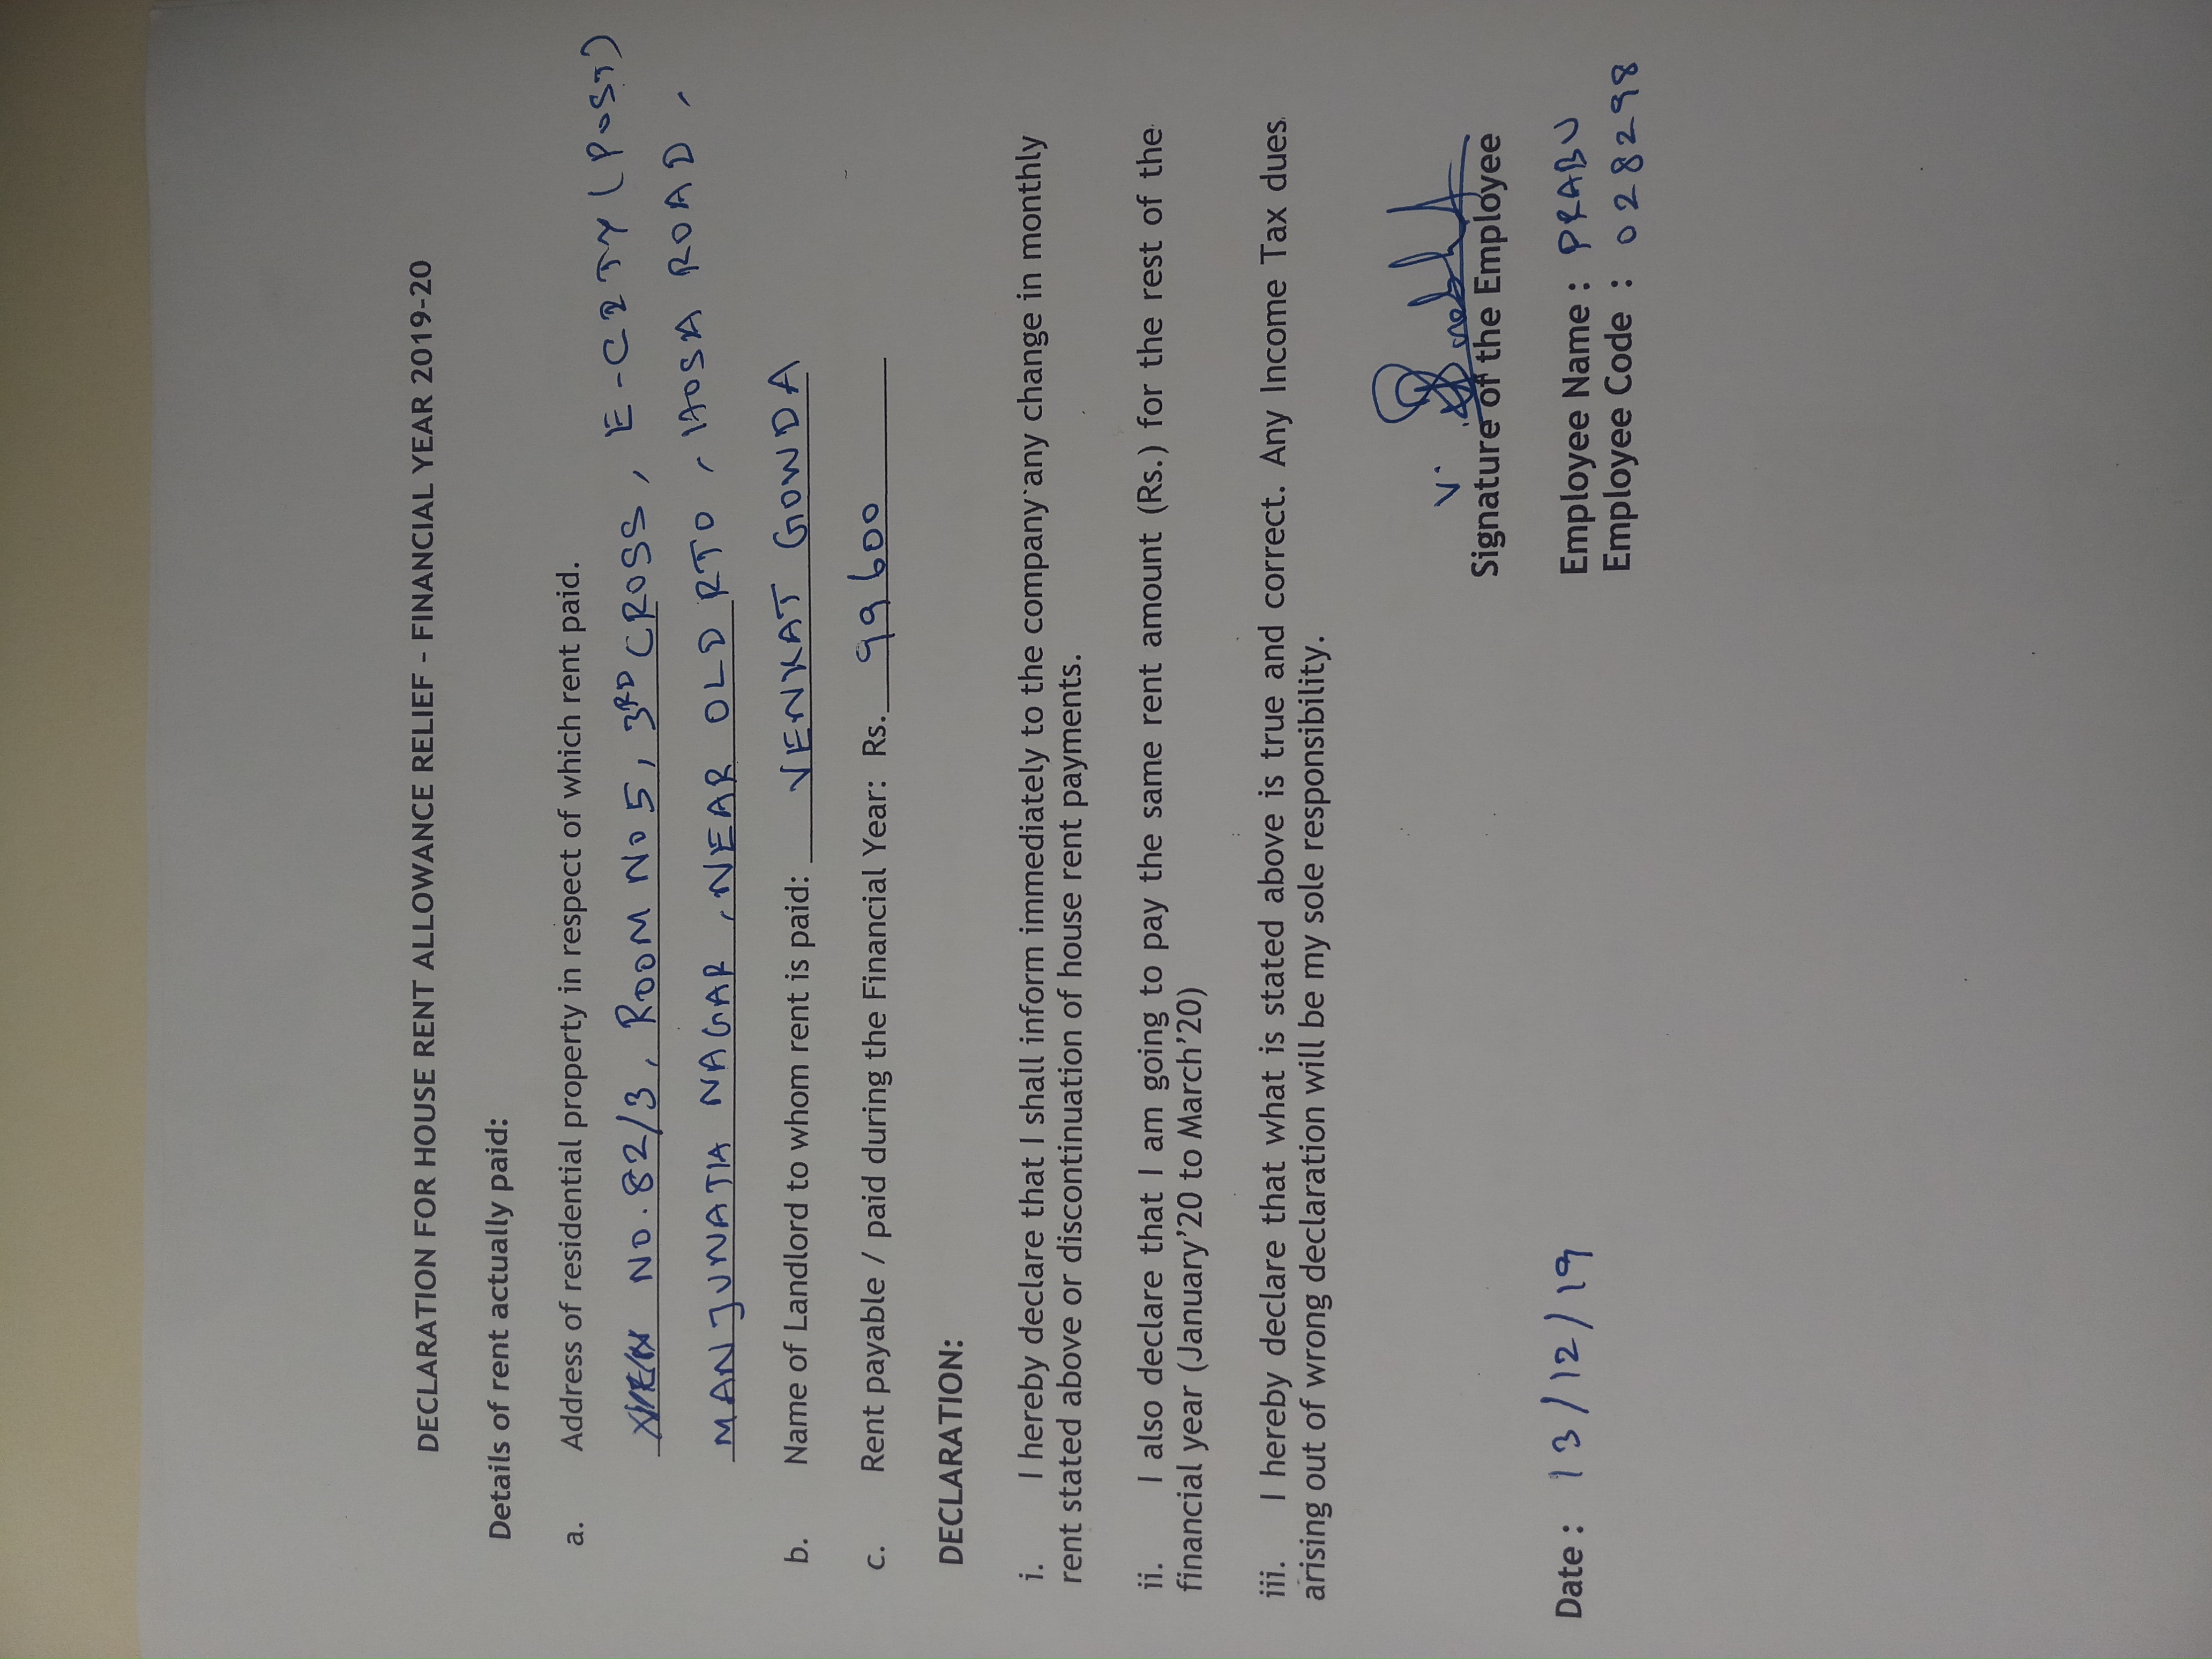 DECLARATION FOR HOUSE RENT ALLOWANCE RELIEF - FINANCIAL YEAR 2019-20
Details of rent actually paid:
a. Address of residential property in respect of which rent paid.
NO. 82/3, ROOM NO 5, 3RD CROSS, E-CITY (POST)
MANJUNATHA NAGAR, NEAR OLD RTO, HOSA ROAD,
b. Name of Landlord to whom rent is paid: VENKAT GOWDA
c. Rent payable / paid during the Financial Year: Rs. 99600
DECLARATION:
i. I hereby declare that I shall inform immediately to the company any change in monthly
rent stated above or discontinuation of house rent payments.
ii. I also declare that I am going to pay the same rent amount (Rs.) for the rest of the
financial year (January'20 to March'20)
iii. I hereby declare that what is stated above is true and correct. Any Income Tax dues
arising out of wrong declaration will be my sole responsibility.
V.
Signature of the Employee
Date : 13/12/19
Employee Name : PRABU
Employee Code : 028298